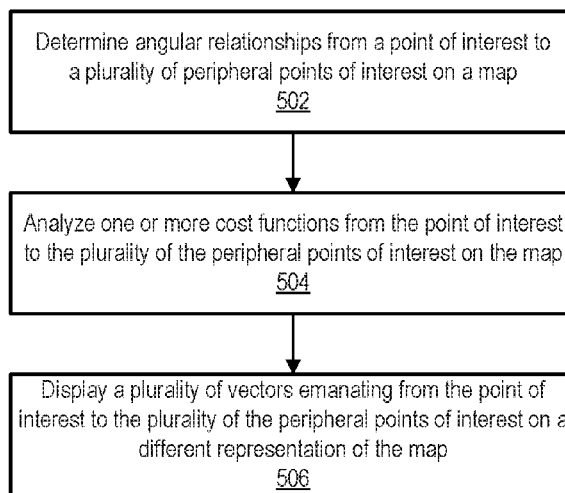 Determine angular relationships from a point of interest to
a plurality of peripheral points of interest on a map
502
Analyze one or more cost functions from the point of interest
to the plurality of the peripheral points of interest on the map
504
Display a plurality of vectors emanating from the point of
interest to the plurality of the peripheral points of interest on a
different representation of the map
506